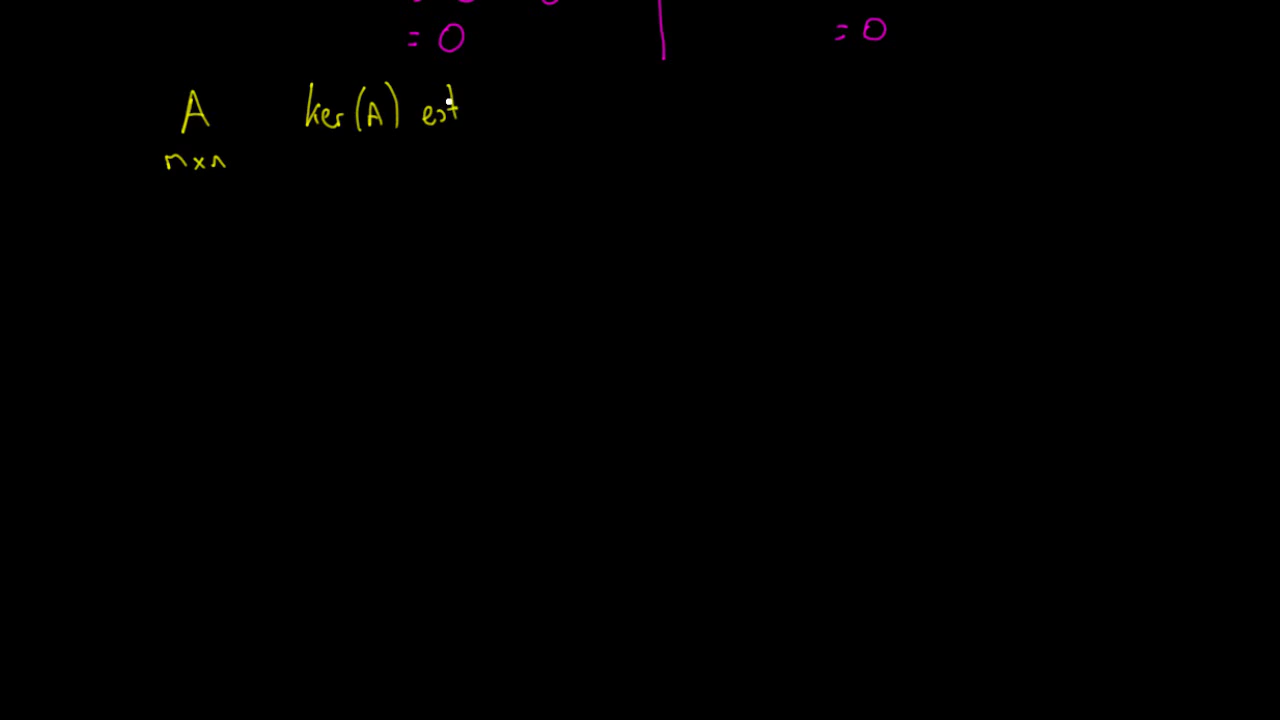 = 0 = 0
A ker(A) est
n x n